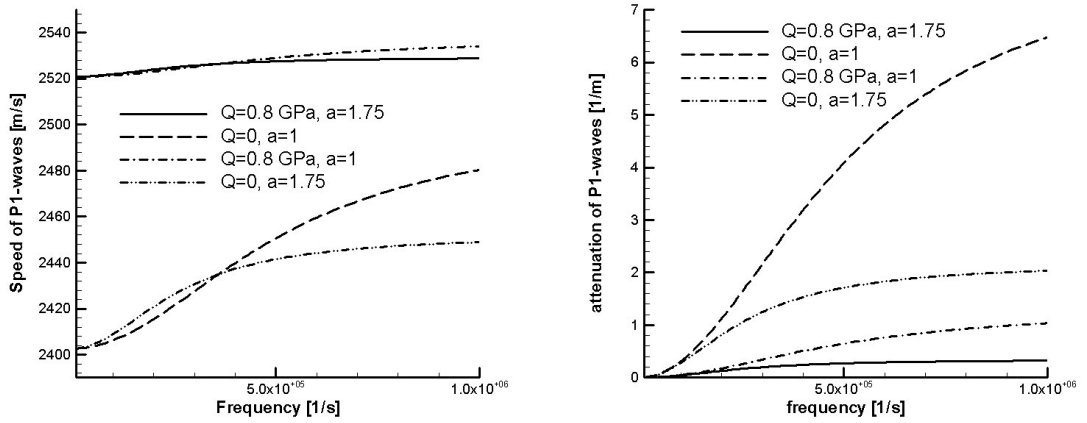 2540
2520
2500
2480
2460
2440
2420
2400
Speed of P1-waves [m/s]
Q=0.8 GPa, a=1.75
Q=0, a=1
Q=0.8 GPa, a=1
Q=0, a=1.75
5.0x10+05
1.0x10+06
Frequency [1/s]
7
6
5
4
3
2
1
0
attenuation of P1-waves [1/m]
Q=0.8 GPa, a=1.75
Q=0, a=1
Q=0.8 GPa, a=1
Q=0, a=1.75
5.0x10+05
1.0x10+06
frequency [1/s]